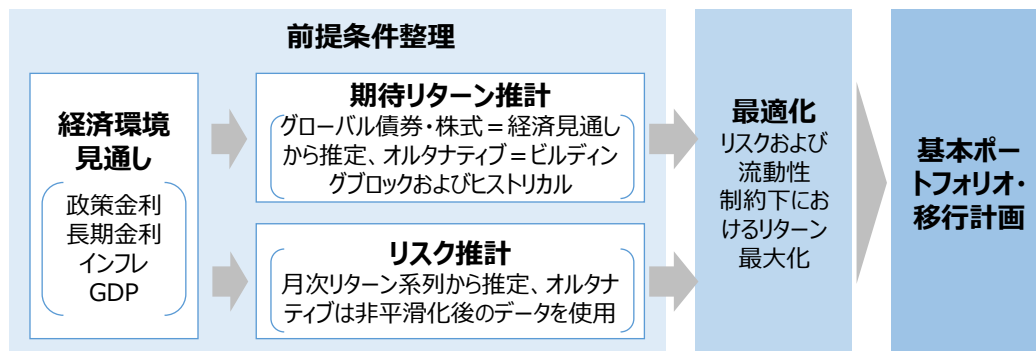 前提条件整理
経済環境
見通し
政策金利
長期金利
インフレ
GDP
期待リターン推計
グローバル債券・株式＝経済見通し
から推定、オルタナティブ＝ビルディン
グブロックおよびヒストリカル
リスク推計
月次リターン系列から推定、オルタナ
ティブは非平滑化後のデータを使用
最適化
リスクおよび
流動性
制約下にお
けるリターン
最大化
基本ポー
トフォリオ・
移行計画